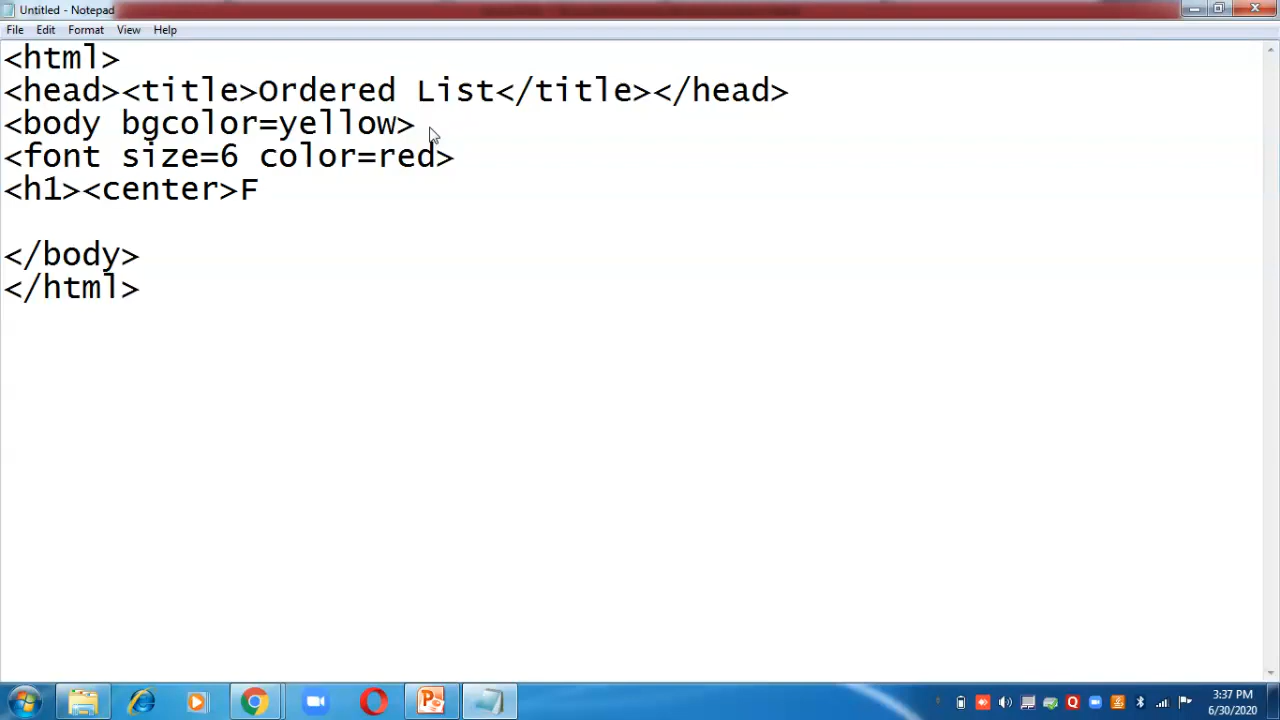 Untitled - Notepad
File Edit Format View Help
<html>
<head><title>Ordered List</title></head>
<body bgcolor=yellow>
<font size=6 color=red>
<h1><center>F
</body>
</html>
3:37 PM
6/30/2020